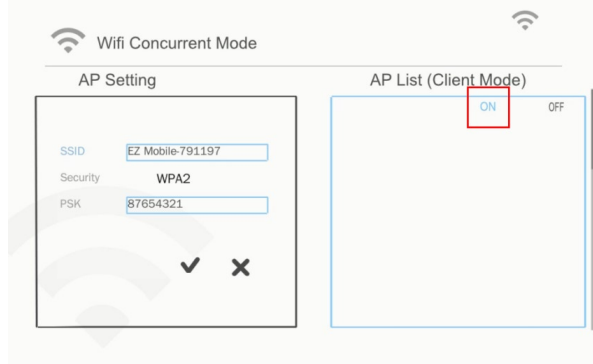 Wifi Concurrent Mode
AP Setting
AP List (Client Mode)
ON OFF
SSID EZ Mobile-791197
Security WPA2
PSK 87654321